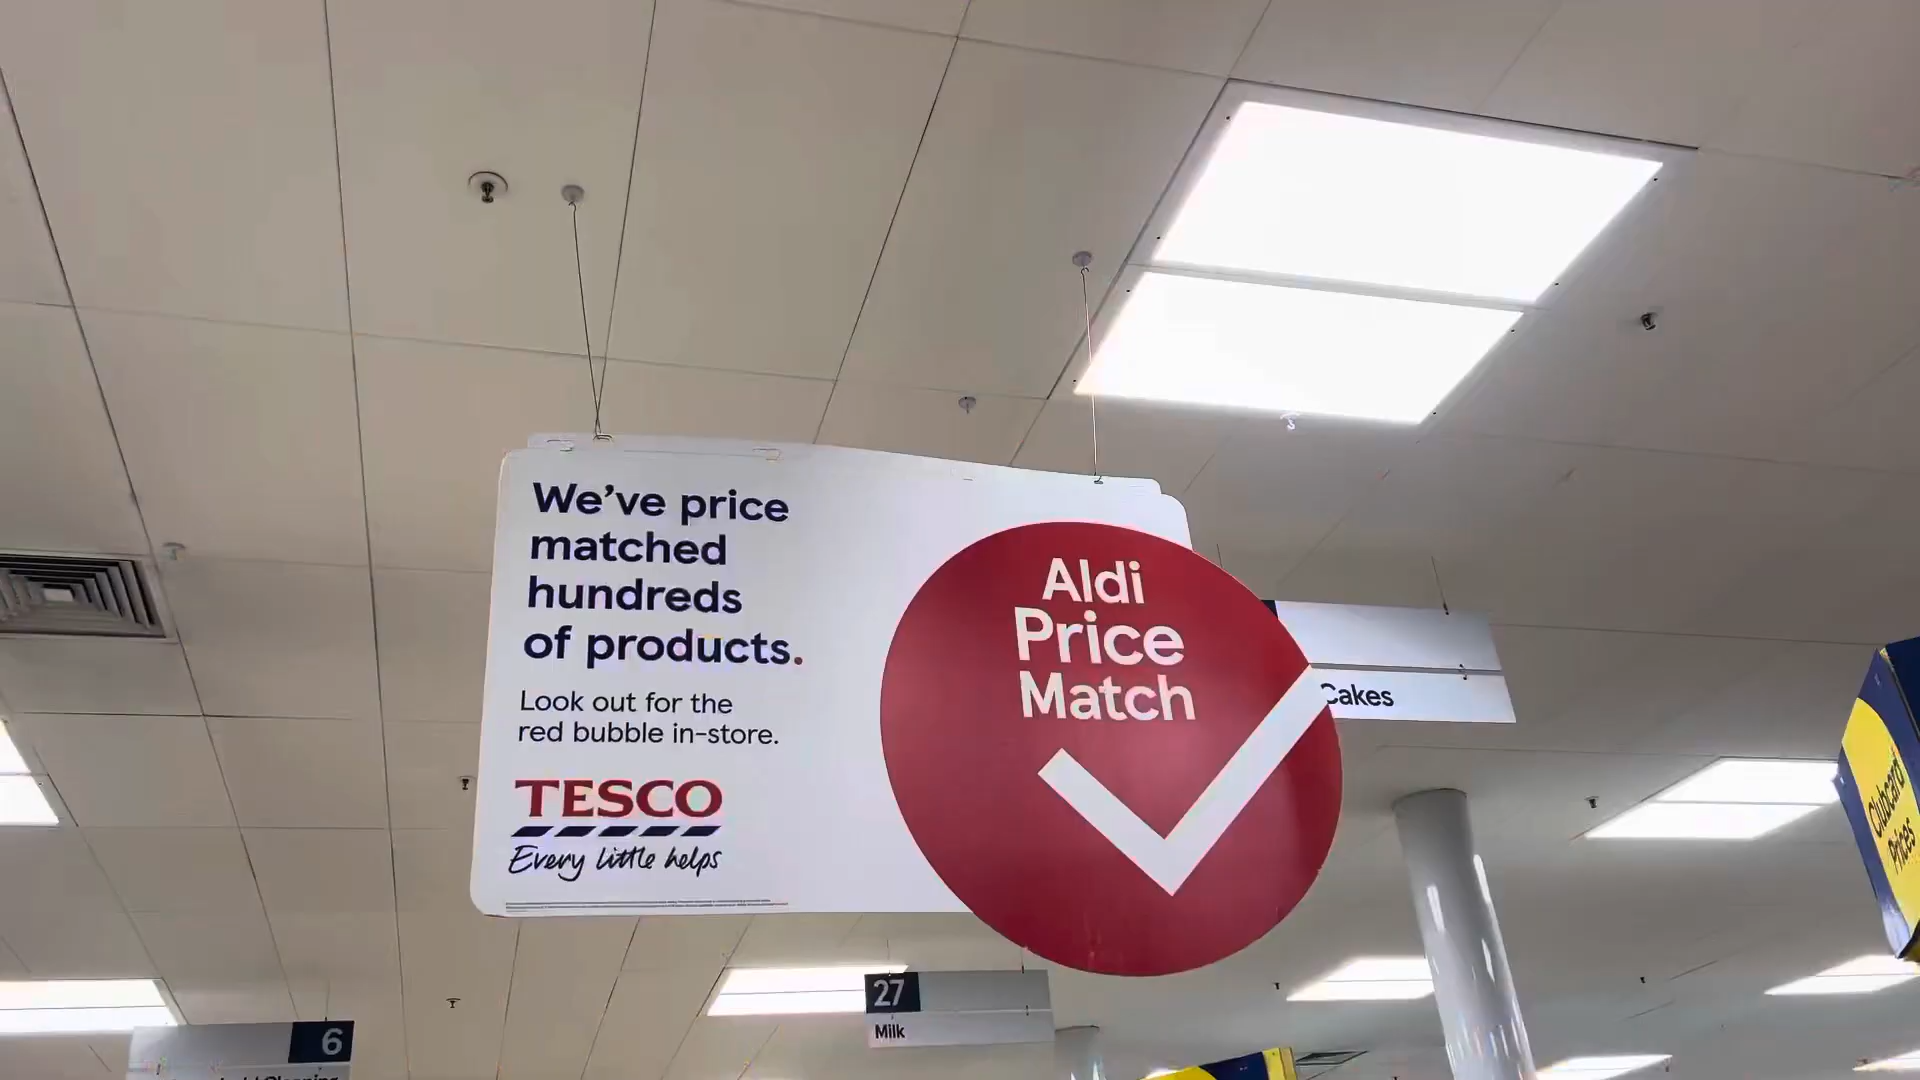 We've price
matched
hundreds
of products.
Look out for the
red bubble in-store.
TESCO
Every little helps
Aldi
Price
Match
Cakes
Clubcard
Prices
27
Milk
6
Cleaning